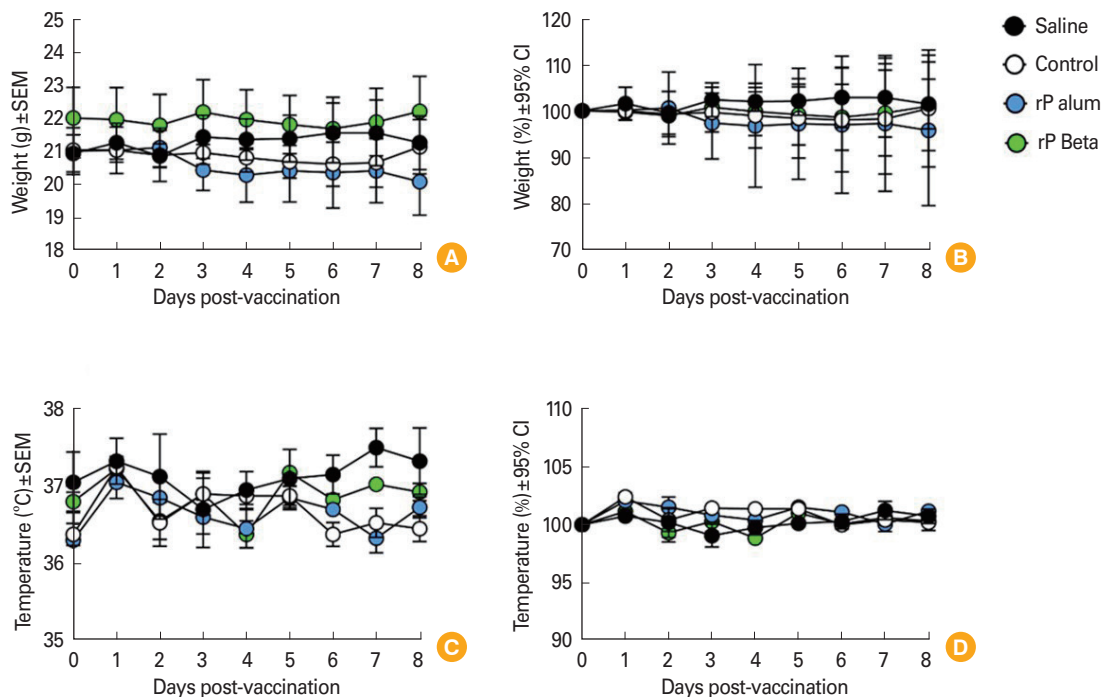 25
24
23
22
21
20
19
18
Weight (g)±SEM
0 1 2 3 4 5 6 7 8
Days post-vaccination
A
120
110
100
90
80
70
Weight (%)±95% CI
0 1 2 3 4 5 6 7 8
Days post-vaccination
B
Saline
Control
rP alum
rP Beta
38
37
36
35
Temperature (°C)±SEM
0 1 2 3 4 5 6 7 8
Days post-vaccination
C
110
105
100
95
90
Temperature (%)±95% CI
0 1 2 3 4 5 6 7 8
Days post-vaccination
D